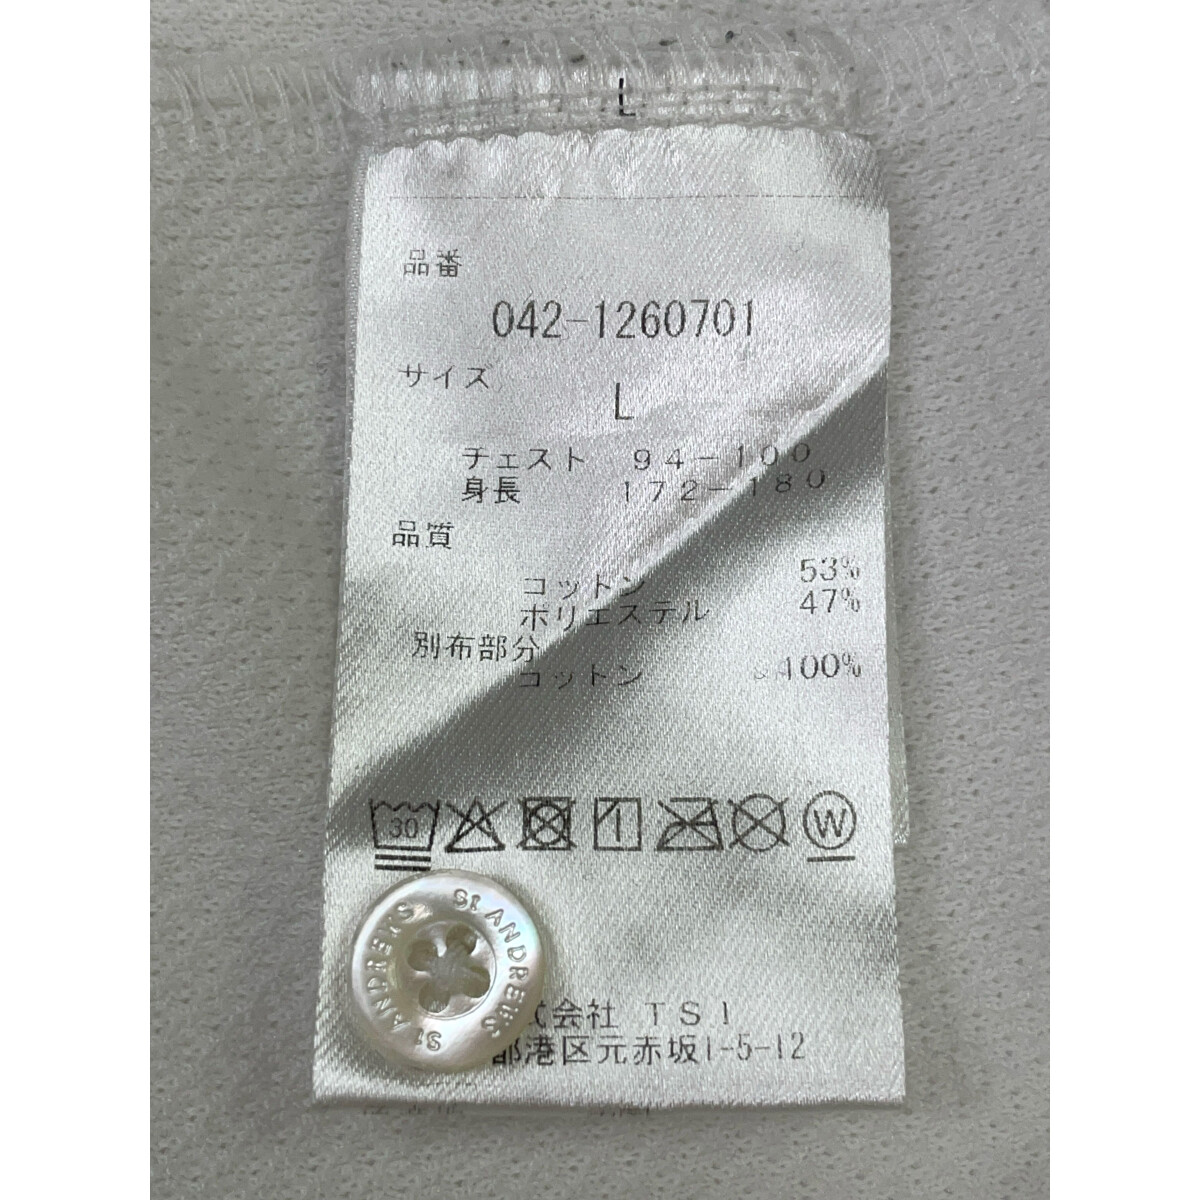 L
品番
042-1260701
サイズ
L
チェスト 94-100
身長 172-180
品質
コットン 53%
ポリエステル 47%
別布部分
コットン 100%
30
W
St ANDREWS St ANDREWS
式会社 TSI
都港区元赤坂1-5-12